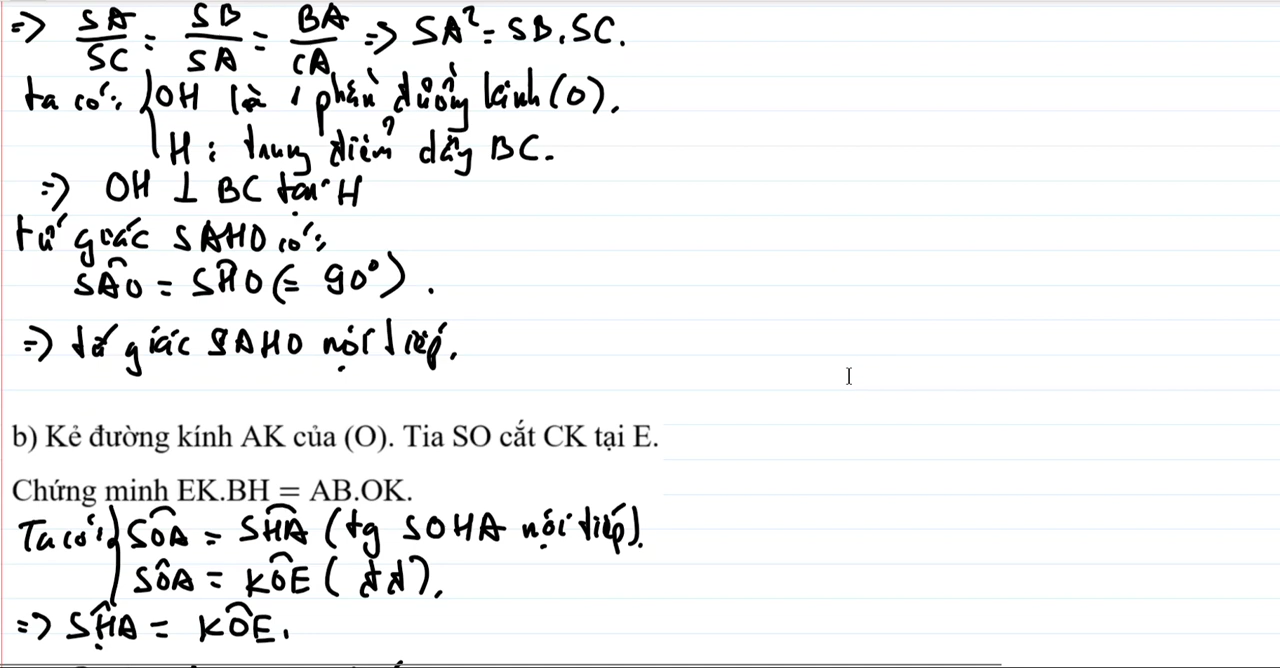 => SA/SC = SB/SA = BA/CA => SA² = SB.SC.
ta có: { OH là 1 phần đường kính (O).
H : trung điểm dây BC.
=> OH ⊥ BC tại H
tứ giác SAHO có:
SÂO = SĤO (= 90°).
=> tứ giác SAHO nội tiếp.
b) Kẻ đường kính AK của (O). Tia SO cắt CK tại E.
Chứng minh EK.BH = AB.OK.
Ta có: { SÔA = SĤA (tg SOHA nội tiếp).
SÔA = KÔE (đđ).
=> SĤA = KÔE.